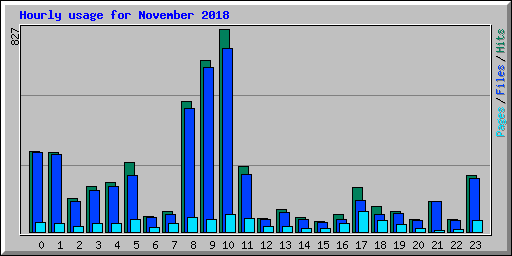 Hourly usage for November 2018
827
Pages/Files/Hits
0 1 2 3 4 5 6 7 8 9 10 11 12 13 14 15 16 17 18 19 20 21 22 23